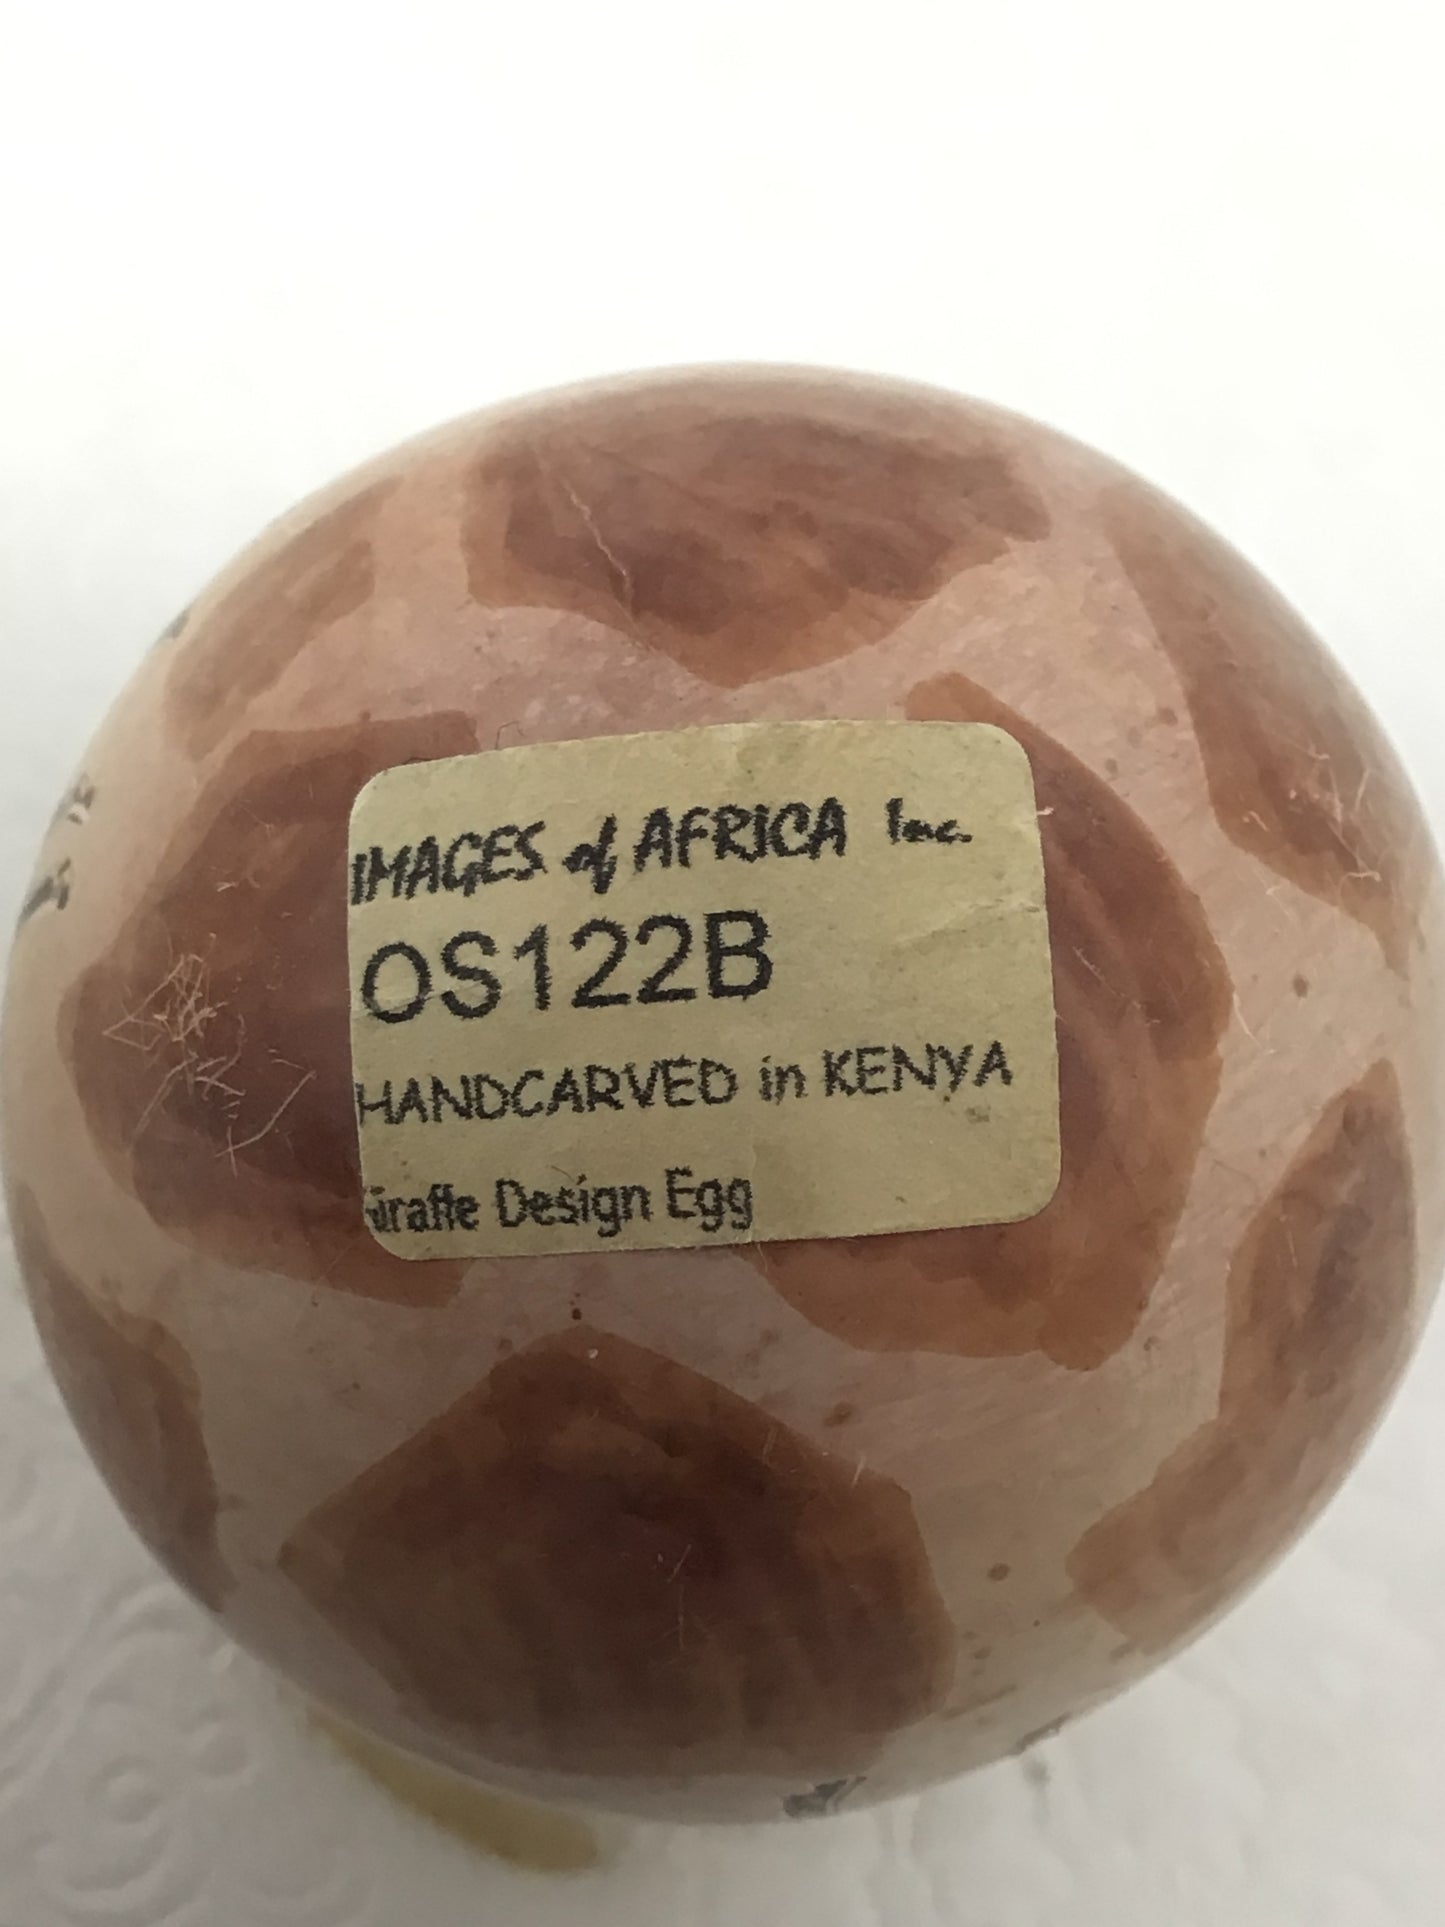 IMAGES of AFRICA Inc.
OS122B
HANDCARVED in KENYA
Giraffe Design Egg